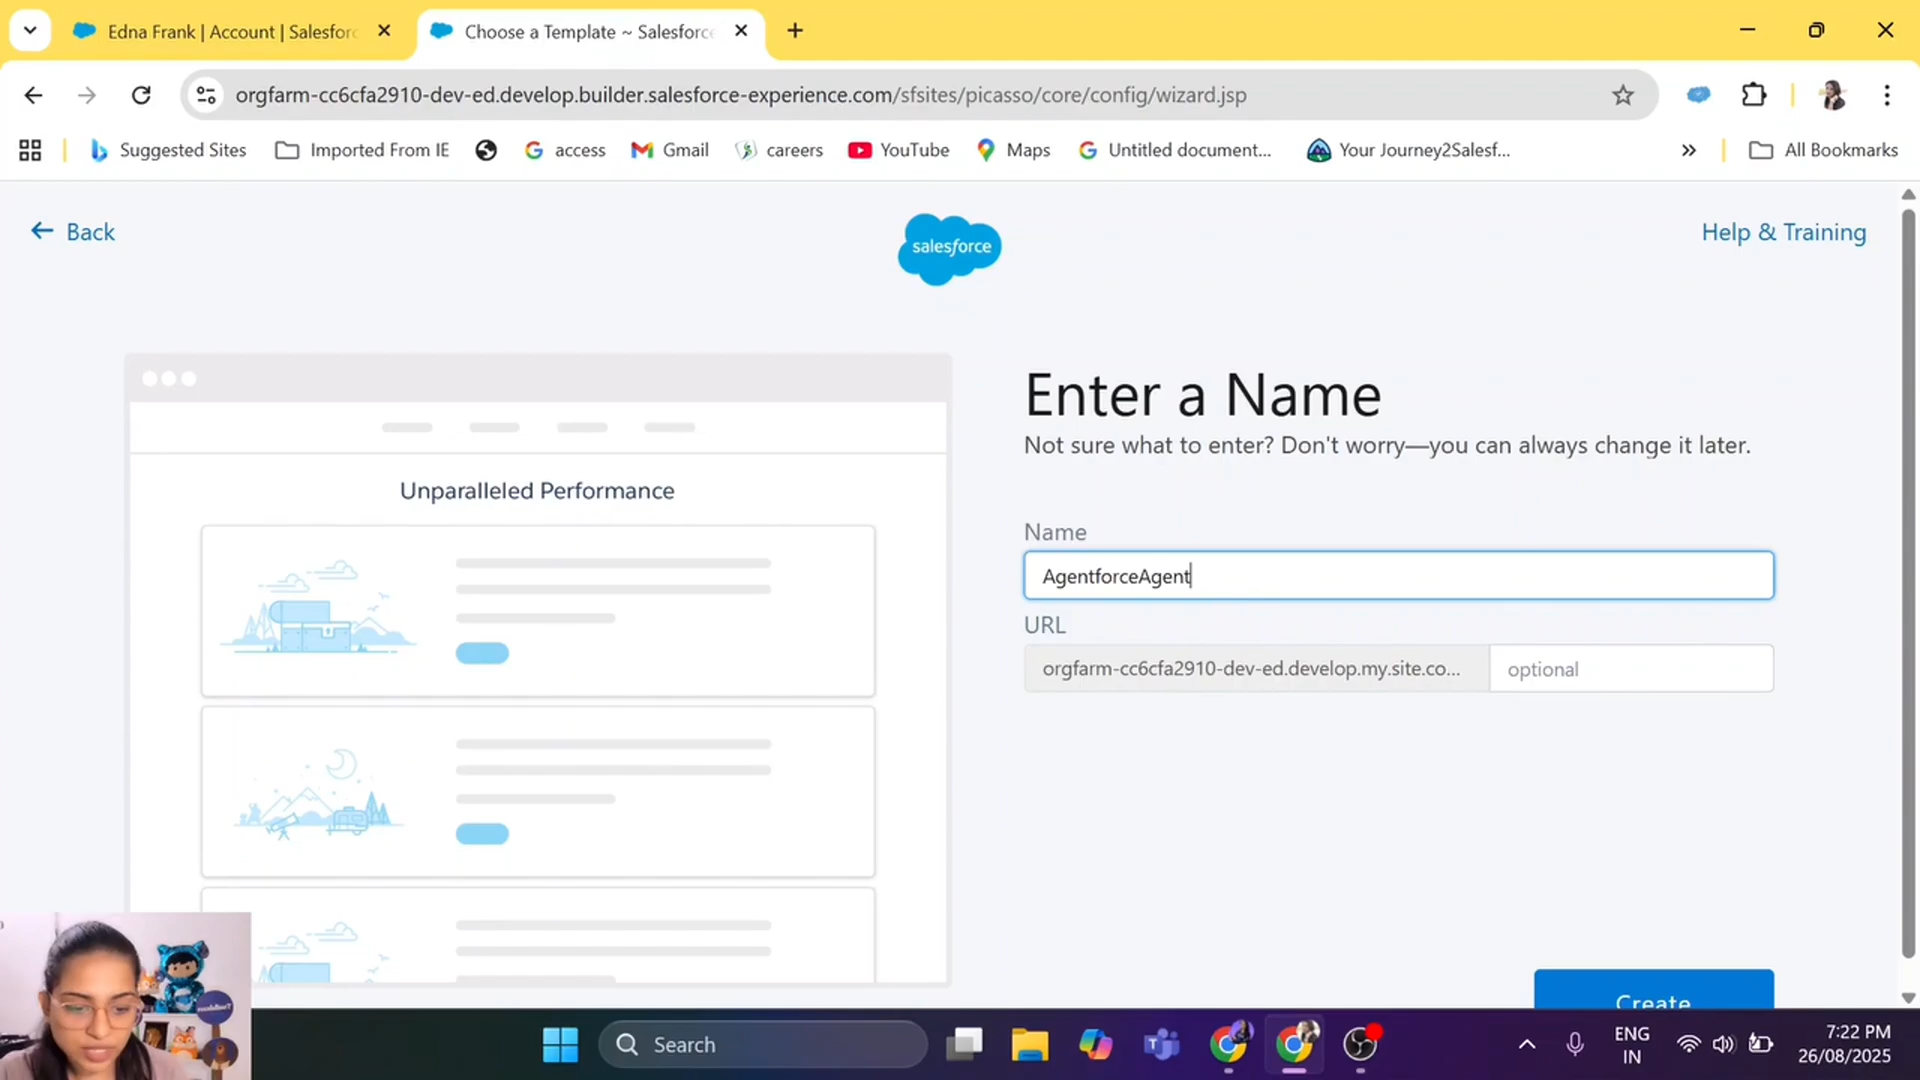 Edna Frank | Account | Salesforc
Choose a Template ~ Salesforce
orgfarm-cc6cfa2910-dev-ed.develop.builder.salesforce-experience.com/sfsites/picasso/core/config/wizard.jsp
Suggested Sites
Imported From IE
access
Gmail
careers
YouTube
Maps
Untitled document...
Your Journey2Salesf...
All Bookmarks
Back
salesforce
Help & Training
Unparalleled Performance
Enter a Name
Not sure what to enter? Don't worry—you can always change it later.
Name
AgentforceAgent
URL
orgfarm-cc6cfa2910-dev-ed.develop.my.site.co...
optional
Create
Search
ENG
IN
7:22 PM
26/08/2025